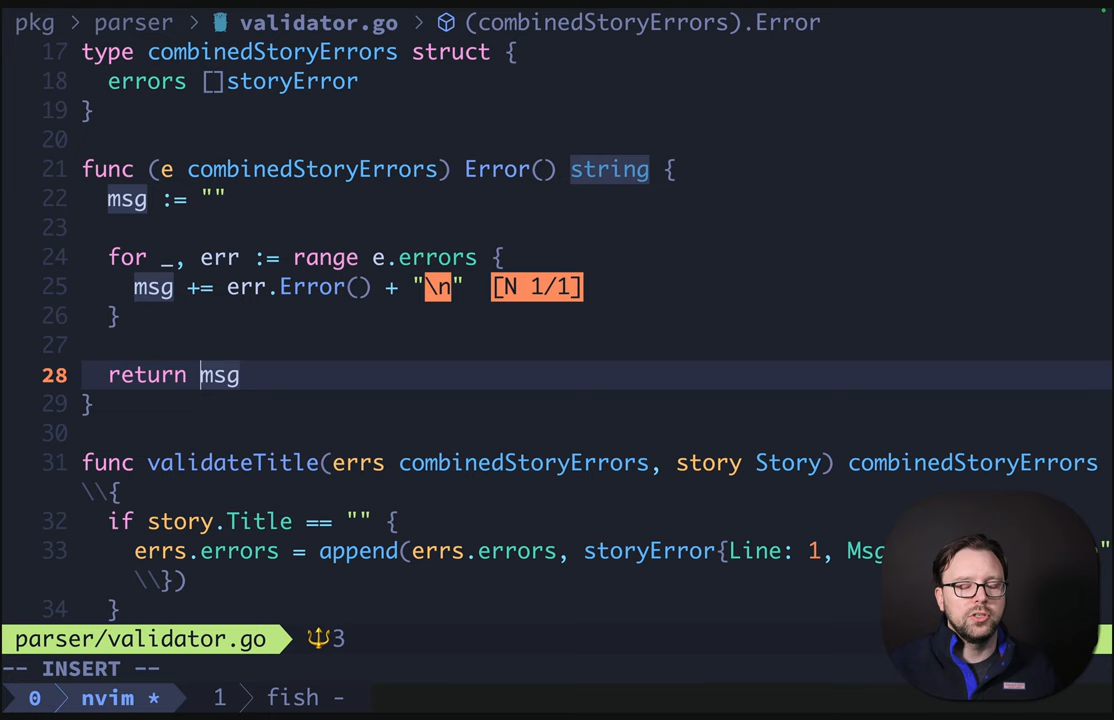 pkg > parser > validator.go > (combinedStoryErrors).Error
17 type combinedStoryErrors struct {
18 errors []storyError
19 }
20
21 func (e combinedStoryErrors) Error() string {
22 msg := ""
23
24 for _, err := range e.errors {
25 msg += err.Error() + "\n" [N 1/1]
26 }
27
28 return msg
29 }
30
31 func validateTitle(errs combinedStoryErrors, story Story) combinedStoryErrors
\\{
32 if story.Title == "" {
33 errs.errors = append(errs.errors, storyError{Line: 1, Msg "
\\})
34 }
parser/validator.go 3
-- INSERT --
0 > nvim * 1 > fish -